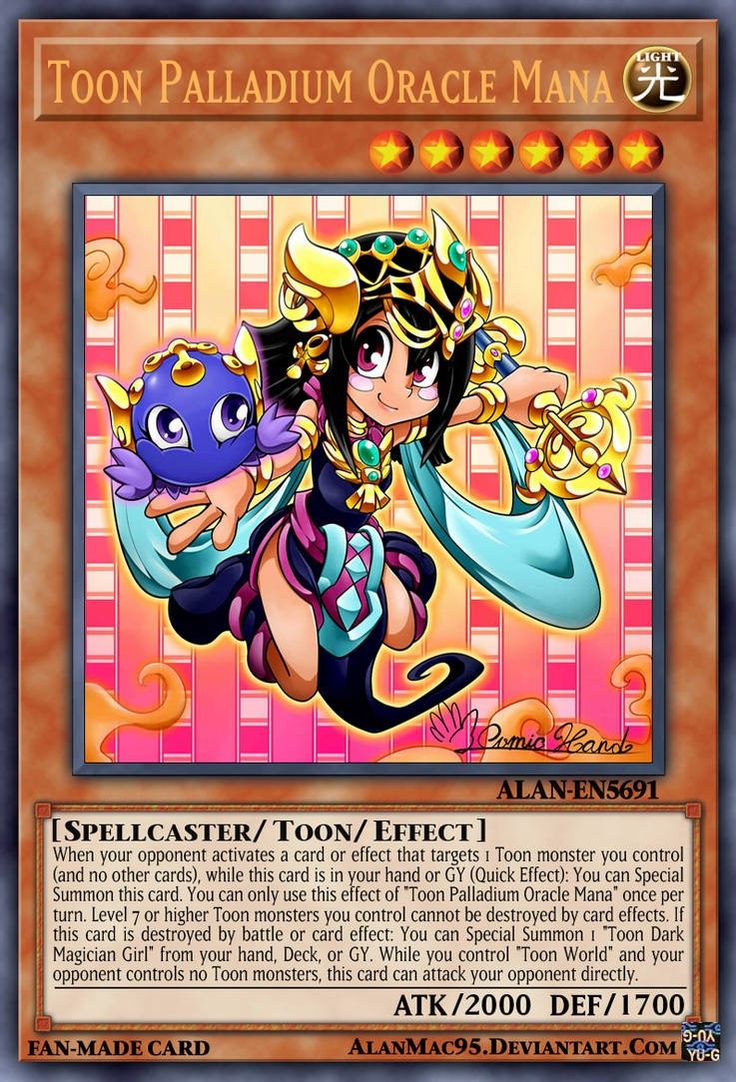 Toon Palladium Oracle Mana
LIGHT
光
Comic Hand
ALAN-EN5691
[Spellcaster/ Toon/ Effect]
When your opponent activates a card or effect that targets 1 Toon monster you control
(and no other cards), while this card is in your hand or GY (Quick Effect): You can Special
Summon this card. You can only use this effect of "Toon Palladium Oracle Mana" once per
turn. Level 7 or higher Toon monsters you control cannot be destroyed by card effects. If
this card is destroyed by battle or card effect: You can Special Summon 1 "Toon Dark
Magician Girl" from your hand, Deck, or GY. While you control "Toon World" and your
opponent controls no Toon monsters, this card can attack your opponent directly.
ATK/2000 DEF/1700
FAN-MADE CARD
AlanMac95.Deviantart.Com
YU-G
YU-G